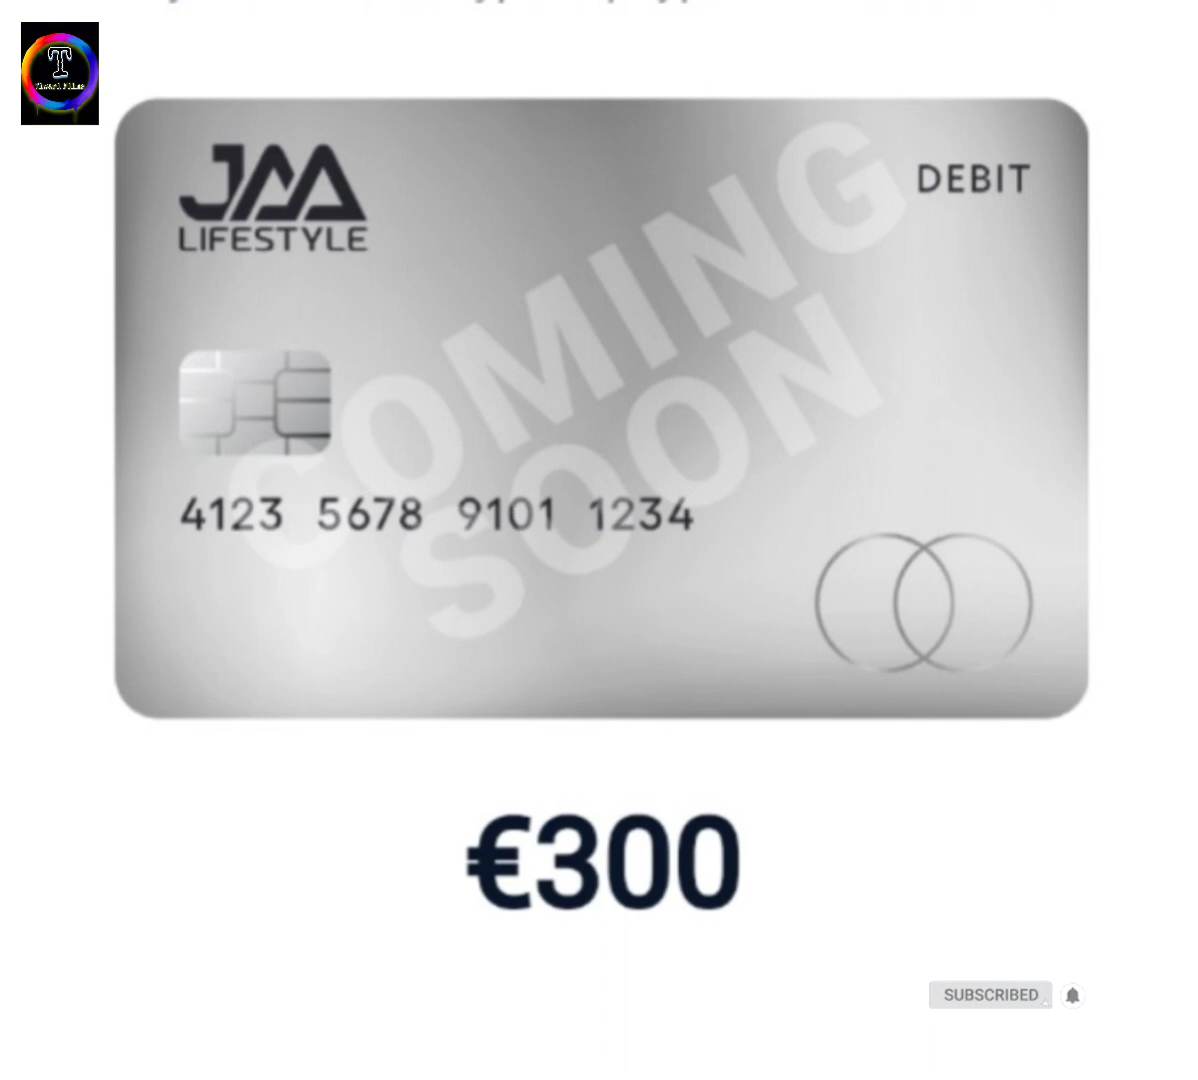 T
JAA
LIFESTYLE
DEBIT
COMING
SOON
4123 5678 9101 1234
€300
SUBSCRIBED